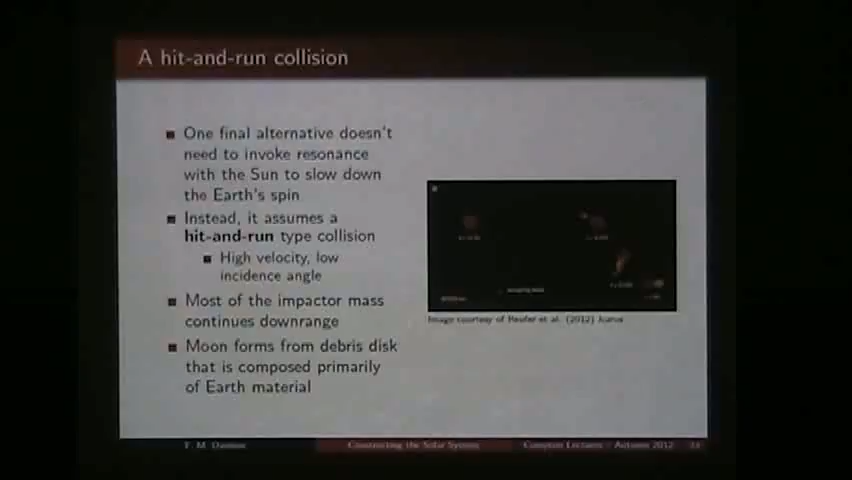 A hit-and-run collision
One final alternative doesn't
need to invoke resonance
with the Sun to slow down
the Earth's spin
Instead, it assumes a
hit-and-run type collision
High velocity, low
incidence angle
Most of the impactor mass
continues downrange
Moon forms from debris disk
that is composed primarily
of Earth material
Image courtesy of Reufer et al. (2012) Icarus
Constructing the Solar System
Compton Lectures – Autumn 2012